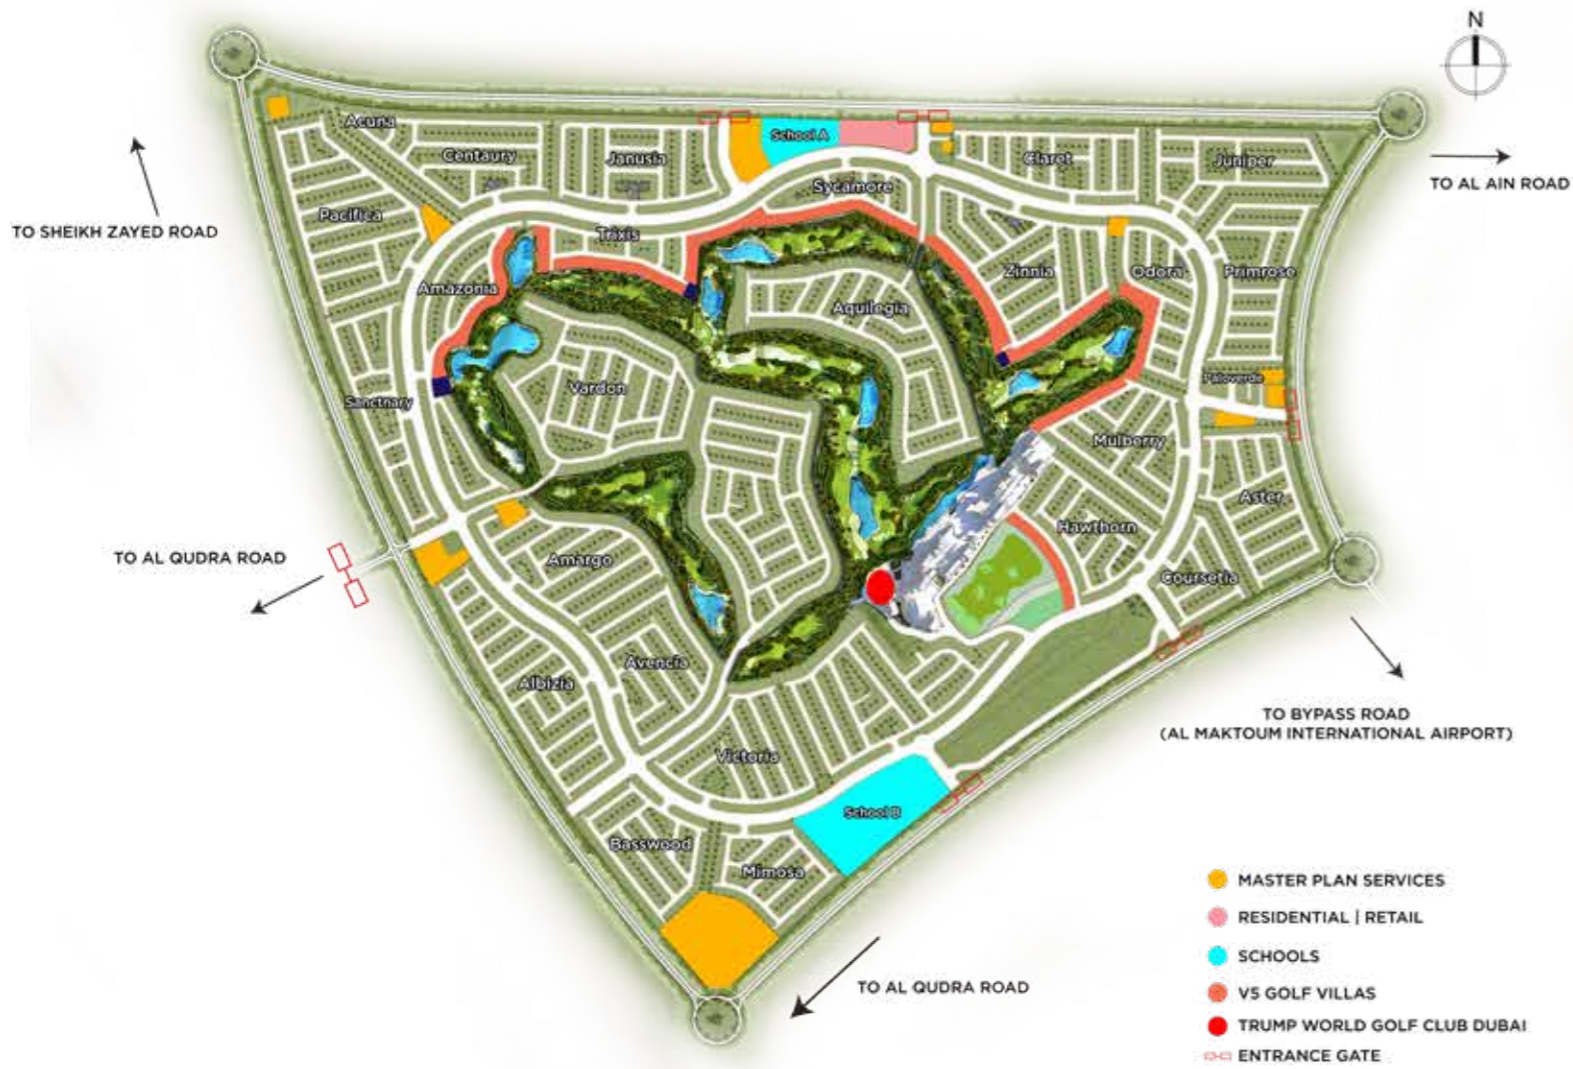 N
Acuna
School A
Centaury
Janusia
Claret
Juniper
TO AL AIN ROAD
Sycamore
Pacifica
TO SHEIKH ZAYED ROAD
Trixis
Zinnia
Odora
Primrose
Amazonia
Aquilegia
Vardon
Paloverde
Sanctnary
Mulberry
Aster
Hawthorn
TO AL QUDRA ROAD
Amargo
Coursetia
Avencia
Albizia
TO BYPASS ROAD
(AL MAKTOUM INTERNATIONAL AIRPORT)
Victoria
School B
Basswood
Mimosa
MASTER PLAN SERVICES
RESIDENTIAL | RETAIL
SCHOOLS
TO AL QUDRA ROAD
V5 GOLF VILLAS
TRUMP WORLD GOLF CLUB DUBAI
ENTRANCE GATE